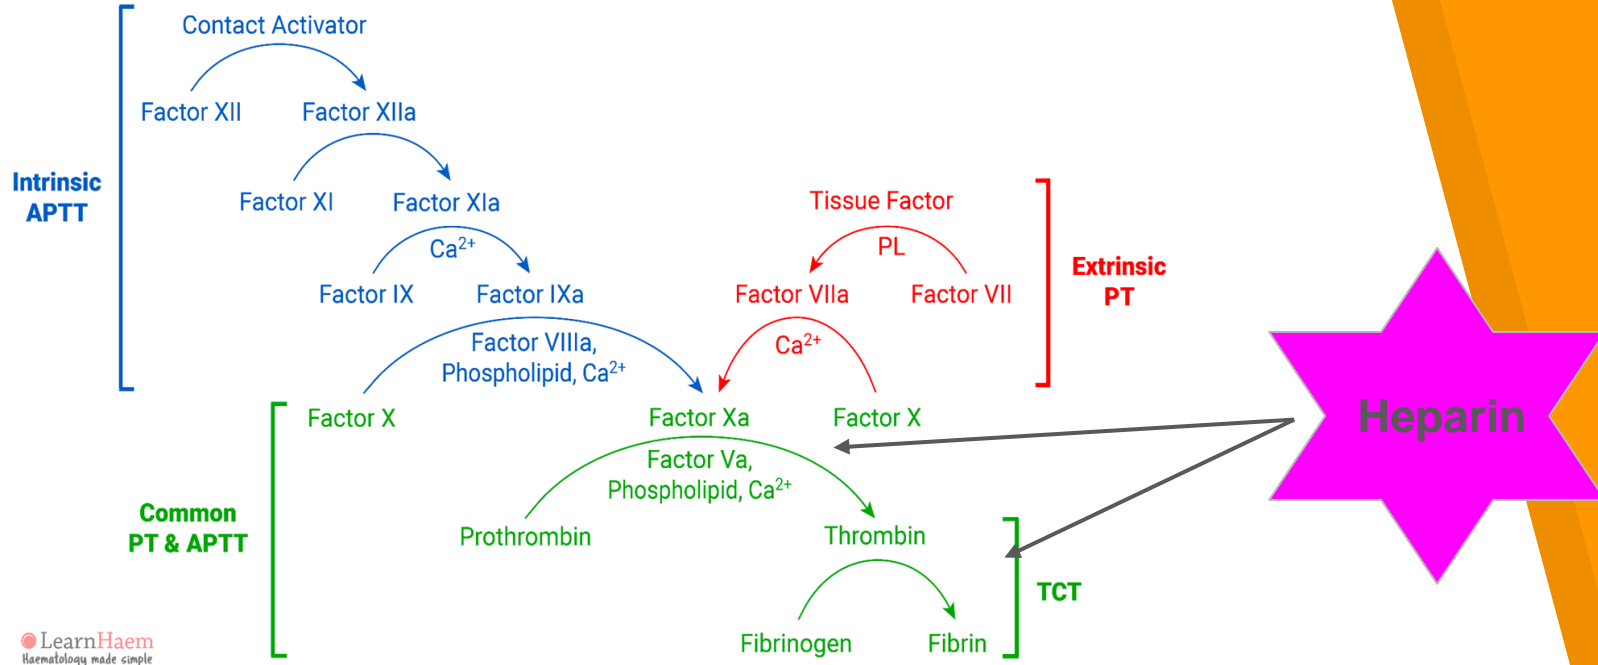 Contact Activator
Factor XII
Factor XIIa
Intrinsic
APTT
Factor XI
Factor XIa
Ca²⁺
Factor IX
Factor IXa
Factor VIIIa,
Phospholipid, Ca²⁺
Tissue Factor
PL
Factor VIIa
Factor VII
Ca²⁺
Extrinsic
PT
Factor X
Factor Xa
Factor X
Factor Va,
Phospholipid, Ca²⁺
Heparin
Common
PT & APTT
Prothrombin
Thrombin
TCT
Fibrinogen
Fibrin
LearnHaem
Haematology made simple